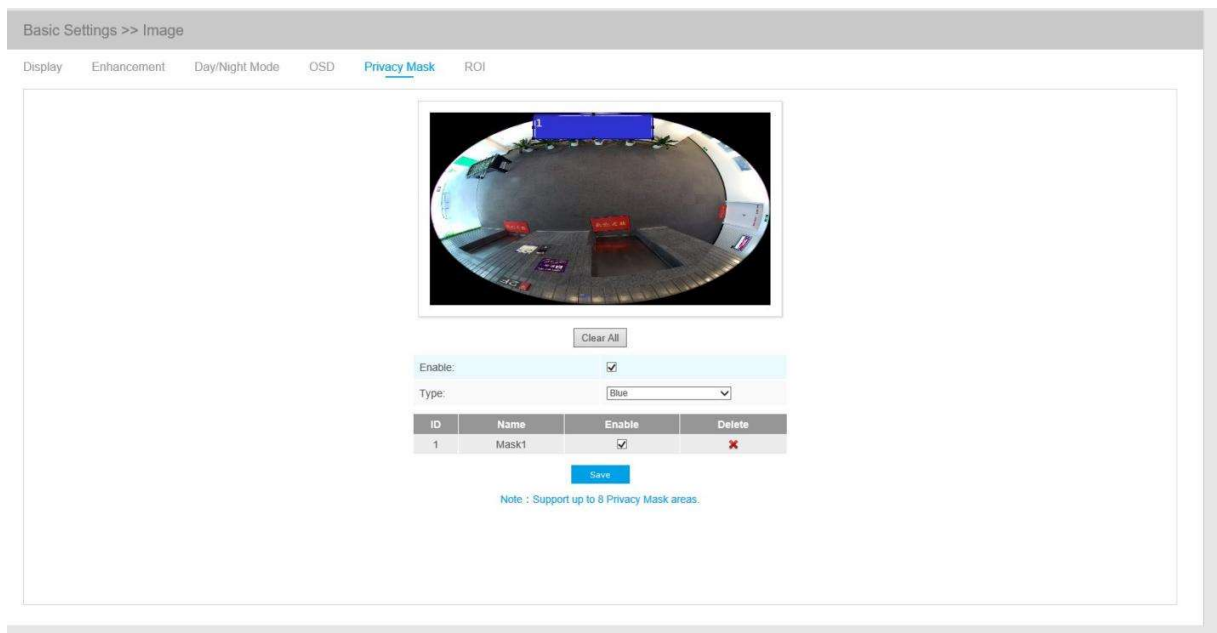 Basic Settings >> Image
Display Enhancement Day/Night Mode OSD Privacy Mask ROI
1
Clear All
Enable:
Type: Blue
ID Name Enable Delete
1 Mask1
Save
Note : Support up to 8 Privacy Mask areas.